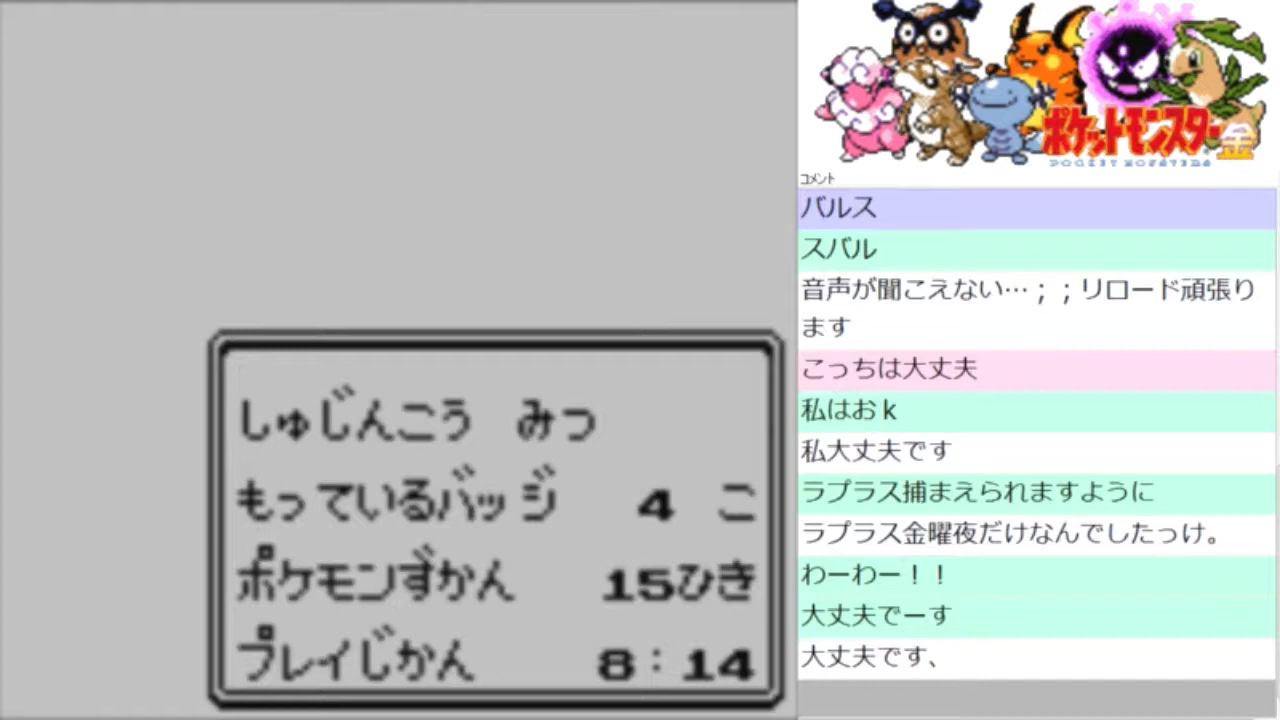 しゅじんこう みつ
もっているバッジ 4 こ
ポケモンずかん 15ひき
プレイじかん 8:14
ポケットモンスター金
POCKET MONSTERS
コメント
バルス
スバル
音声が聞こえない…；；リロード頑張り
ます
こっちは大丈夫
私はおｋ
私大丈夫です
ラプラス捕まえられますように
ラプラス金曜夜だけなんでしたっけ。
わーわー！！
大丈夫でーす
大丈夫です、